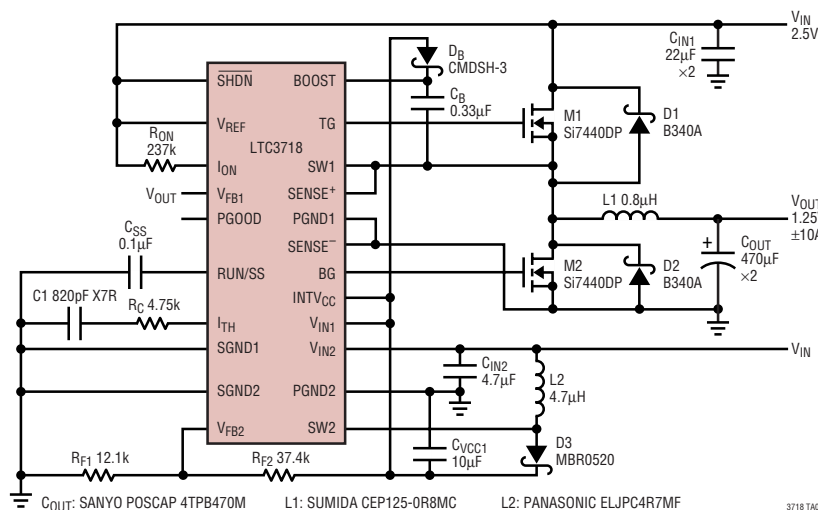 VIN
2.5V
CIN1
22µF
×2
DB
CMDSH-3
SHDN
BOOST
CB
0.33µF
M1
Si7440DP
D1
B340A
VREF
TG
RON
237k
LTC3718
ION
SW1
VOUT
VFB1
SENSE+
L1 0.8µH
VOUT
1.25
±10A
PGOOD
PGND1
CSS
0.1µF
SENSE–
+
COUT
470µF
×2
RUN/SS
BG
M2
Si7440DP
D2
B340A
C1 820pF X7R
RC 4.75k
INTVCC
ITH
VIN1
SGND1
VIN2
VIN
CIN2
4.7µF
L2
4.7µH
SGND2
PGND2
VFB2
SW2
CVCC1
10µF
D3
MBR0520
RF1 12.1k
RF2 37.4k
COUT: SANYO POSCAP 4TPB470M
L1: SUMIDA CEP125-0R8MC
L2: PANASONIC ELJPC4R7MF
3718 TA0